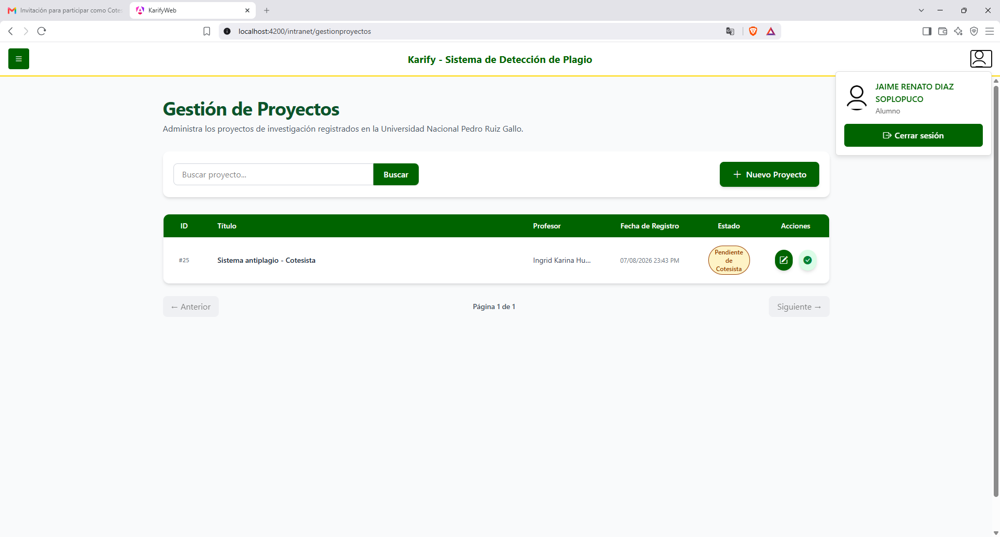 Invitación para participar como Cotes
KarifyWeb
localhost:4200/intranet/gestionproyectos
Karify - Sistema de Detección de Plagio
JAIME RENATO DIAZ
SOPLOPUCO
Alumno
Cerrar sesión
Gestión de Proyectos
Administra los proyectos de investigación registrados en la Universidad Nacional Pedro Ruiz Gallo.
Buscar proyecto...
Buscar
+ Nuevo Proyecto
ID Título Profesor Fecha de Registro Estado Acciones
#25 Sistema antiplagio - Cotesista Ingrid Karina Hu... 07/08/2026 23:43 PM
Pendiente
de
Cotesista
← Anterior
Página 1 de 1
Siguiente →